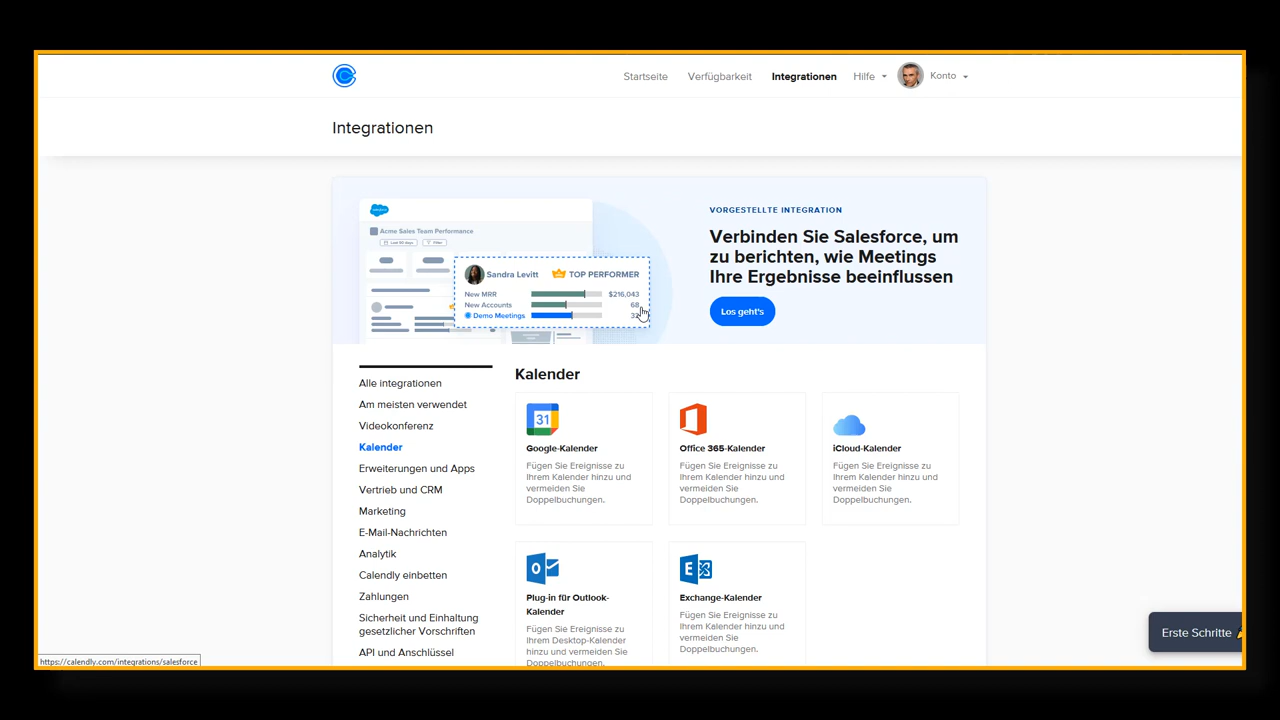 Startseite Verfügbarkeit Integrationen Hilfe Konto
Integrationen
Acme Sales Team Performance
Last 90 days Filter
Sandra Levitt TOP PERFORMER
New MRR $216,043
New Accounts 68
Demo Meetings
VORGESTELLTE INTEGRATION
Verbinden Sie Salesforce, um
zu berichten, wie Meetings
Ihre Ergebnisse beeinflussen
Los geht's
Alle integrationen
Am meisten verwendet
Videokonferenz
Kalender
Erweiterungen und Apps
Vertrieb und CRM
Marketing
E-Mail-Nachrichten
Analytik
Calendly einbetten
Zahlungen
Sicherheit und Einhaltung
gesetzlicher Vorschriften
API und Anschlüssel
Kalender
31
Google-Kalender
Fügen Sie Ereignisse zu
Ihrem Kalender hinzu und
vermeiden Sie
Doppelbuchungen.
Office 365-Kalender
Fügen Sie Ereignisse zu
Ihrem Kalender hinzu und
vermeiden Sie
Doppelbuchungen.
iCloud-Kalender
Fügen Sie Ereignisse zu
Ihrem Kalender hinzu und
vermeiden Sie
Doppelbuchungen.
Plug-in für Outlook-
Kalender
Fügen Sie Ereignisse zu
Ihrem Desktop-Kalender
hinzu und vermeiden Sie
Doppelbuchungen.
Exchange-Kalender
Fügen Sie Ereignisse zu
Ihrem Kalender hinzu und
vermeiden Sie
Doppelbuchungen.
Erste Schritte
https://calendly.com/integrations/salesforce